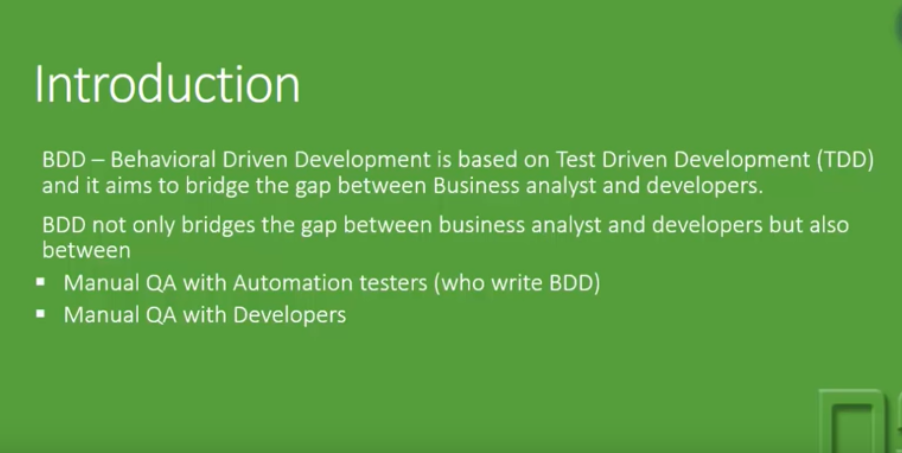 Introduction
BDD – Behavioral Driven Development is based on Test Driven Development (TDD)
and it aims to bridge the gap between Business analyst and developers.
BDD not only bridges the gap between business analyst and developers but also
between
▪ Manual QA with Automation testers (who write BDD)
▪ Manual QA with Developers